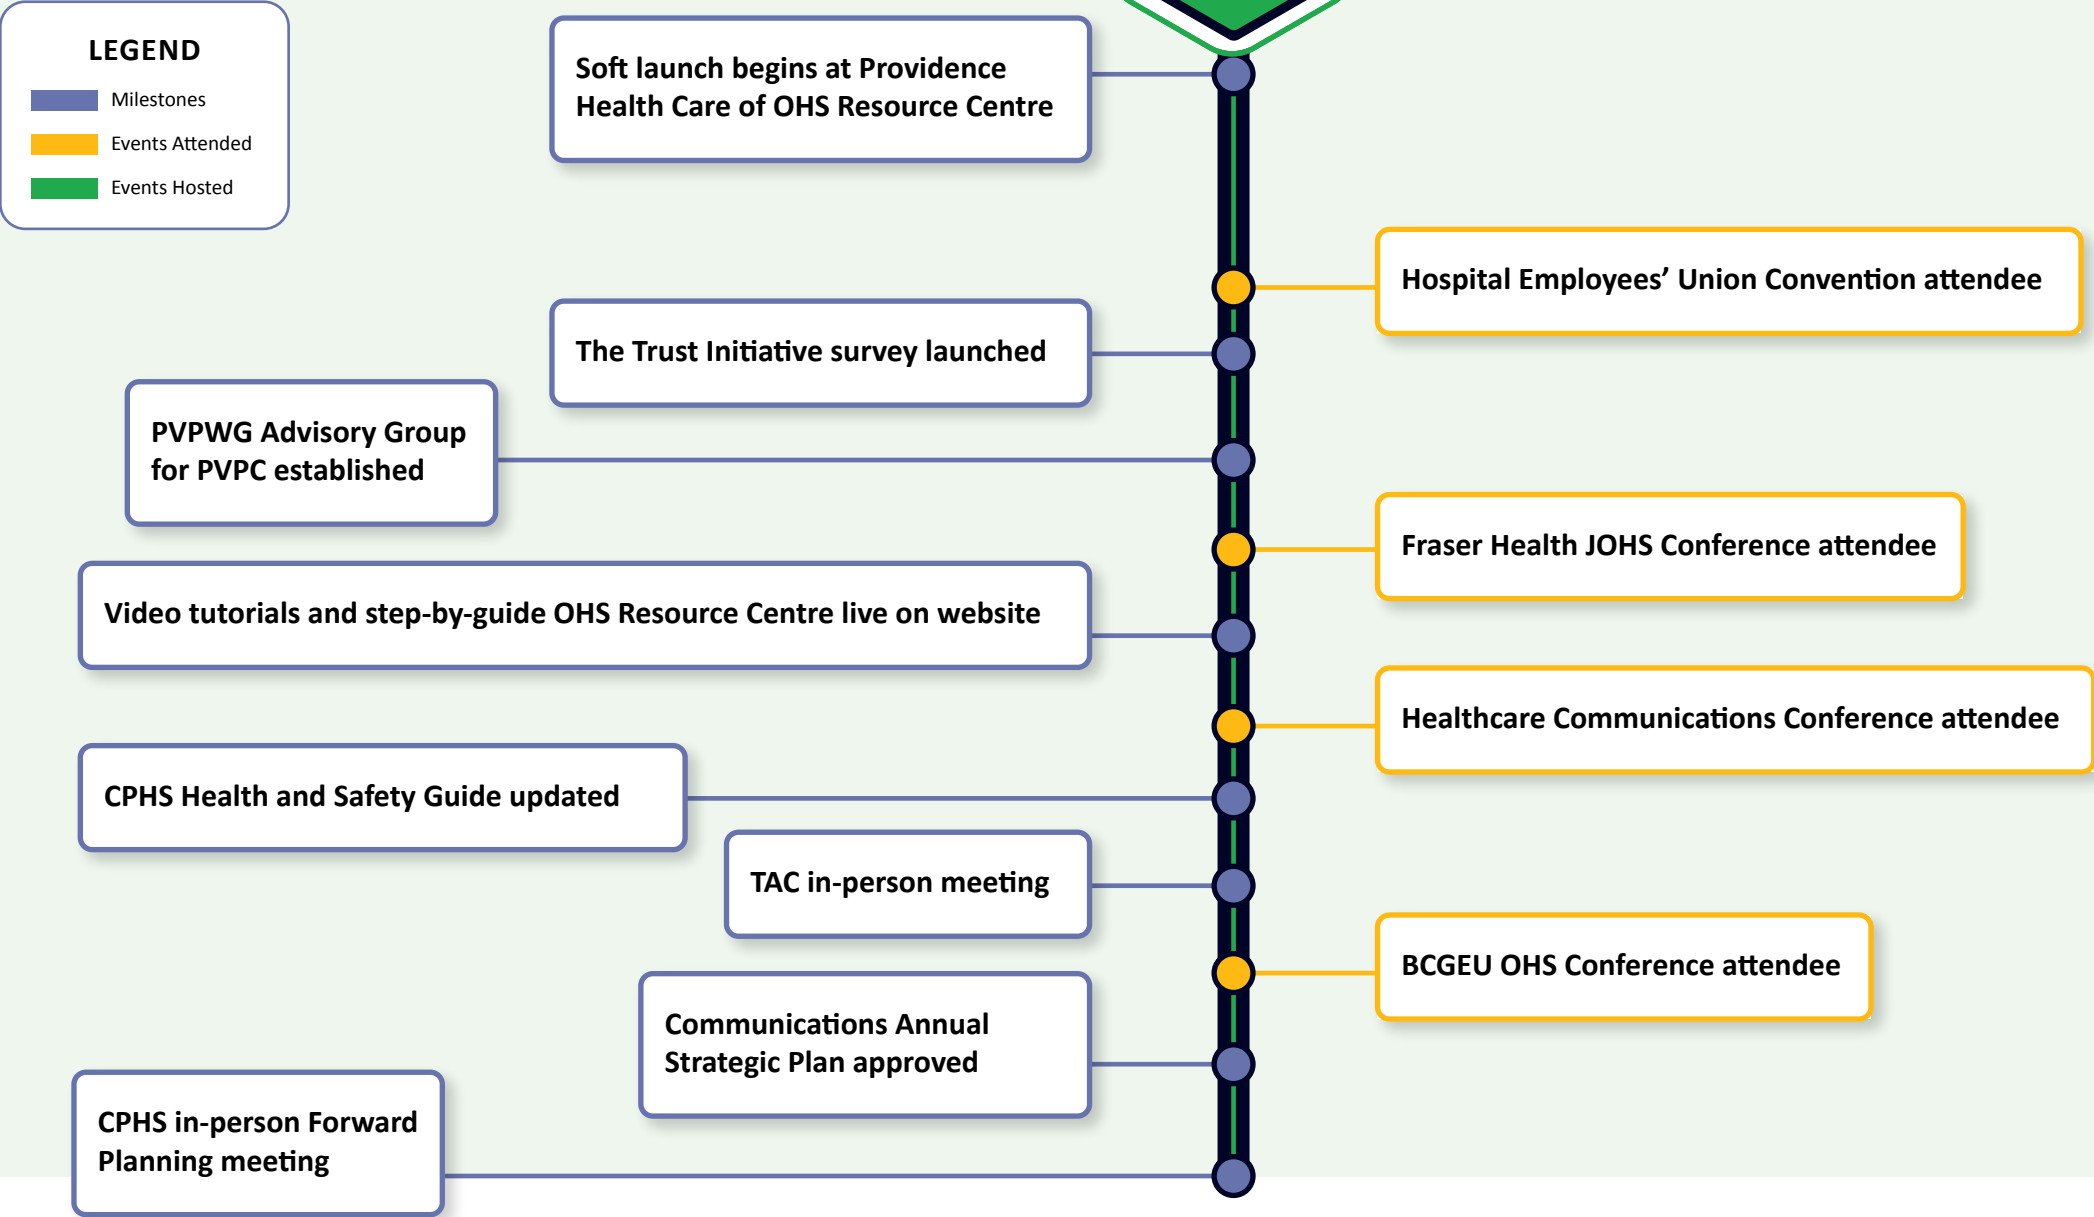 LEGEND
Milestones
Events Attended
Events Hosted
Soft launch begins at Providence
Health Care of OHS Resource Centre
Hospital Employees’ Union Convention attendee
The Trust Initiative survey launched
PVPWG Advisory Group
for PVPC established
Fraser Health JOHS Conference attendee
Video tutorials and step-by-guide OHS Resource Centre live on website
Healthcare Communications Conference attendee
CPHS Health and Safety Guide updated
TAC in-person meeting
BCGEU OHS Conference attendee
Communications Annual
Strategic Plan approved
CPHS in-person Forward
Planning meeting